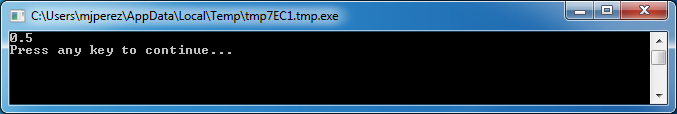 C:\Users\mjperez\AppData\Local\Temp\tmp7EC1.tmp.exe
0.5
Press any key to continue...